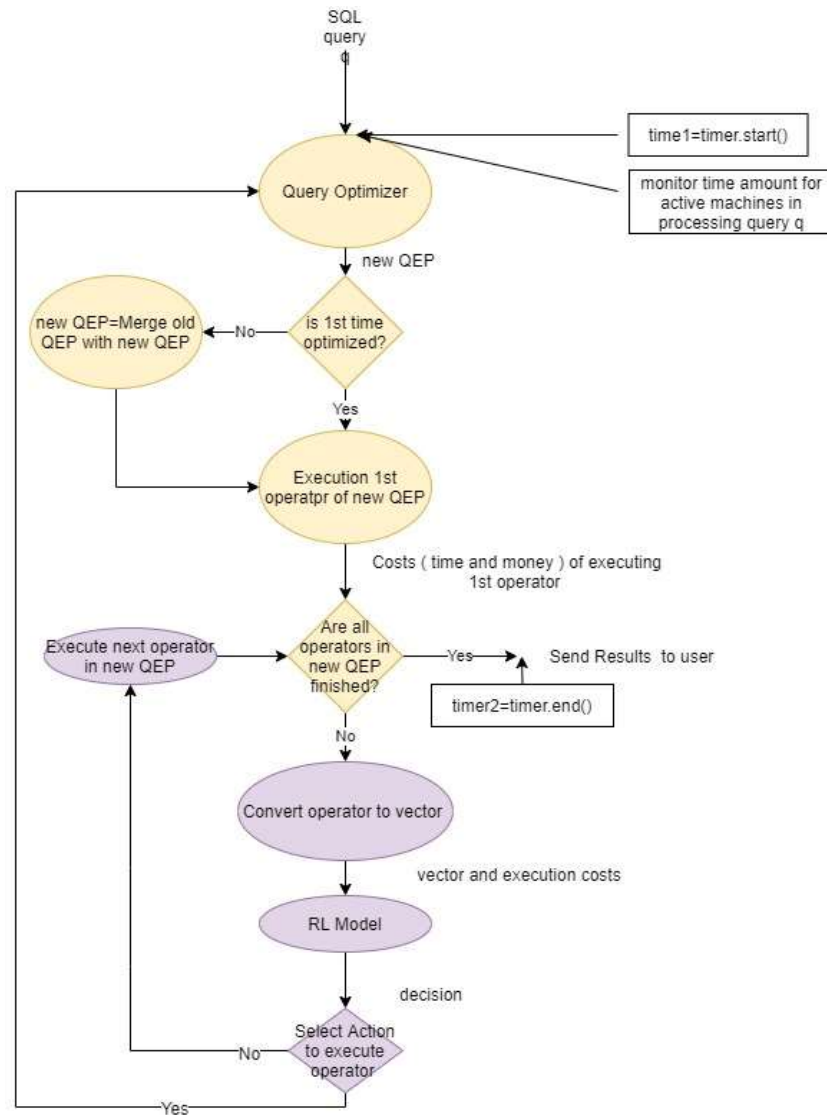 SQL
query
q
time1=timer.start()
Query Optimizer
monitor time amount for
active machines in
processing query q
new QEP
new QEP=Merge old
QEP with new QEP
No
is 1st time
optimized?
Yes
Execution 1st
operatpr of new QEP
Costs ( time and money ) of executing
1st operator
Execute next operator
in new QEP
Are all
operators in
new QEP
finished?
Yes
Send Results to user
timer2=timer.end()
No
Convert operator to vector
vector and execution costs
RL Model
decision
Select Action
to execute
operator
No
Yes